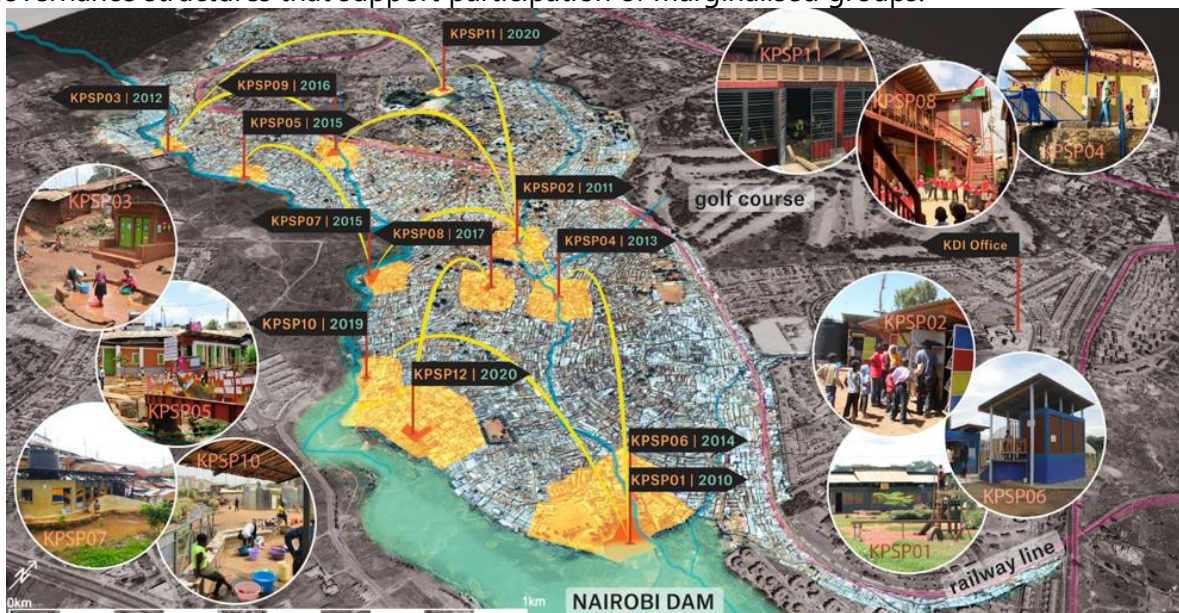 overnance structures that support participation of marginalised groups.
KPSP11 | 2020
KPSP09 | 2016
KPSP03 | 2012
KPSP05 | 2015
KPSP02 | 2011
KPSP07 | 2015
KPSP08 | 2017
KPSP04 | 2013
KPSP10 | 2019
KPSP12 | 2020
KPSP06 | 2014
KPSP01 | 2010
KPSP11
KPSP08
KPSP04
golf course
KDI Office
KPSP03
KPSP02
KPSP05
KPSP10
KPSP07
KPSP06
KPSP01
railway line
0km
1km
NAIROBI DAM